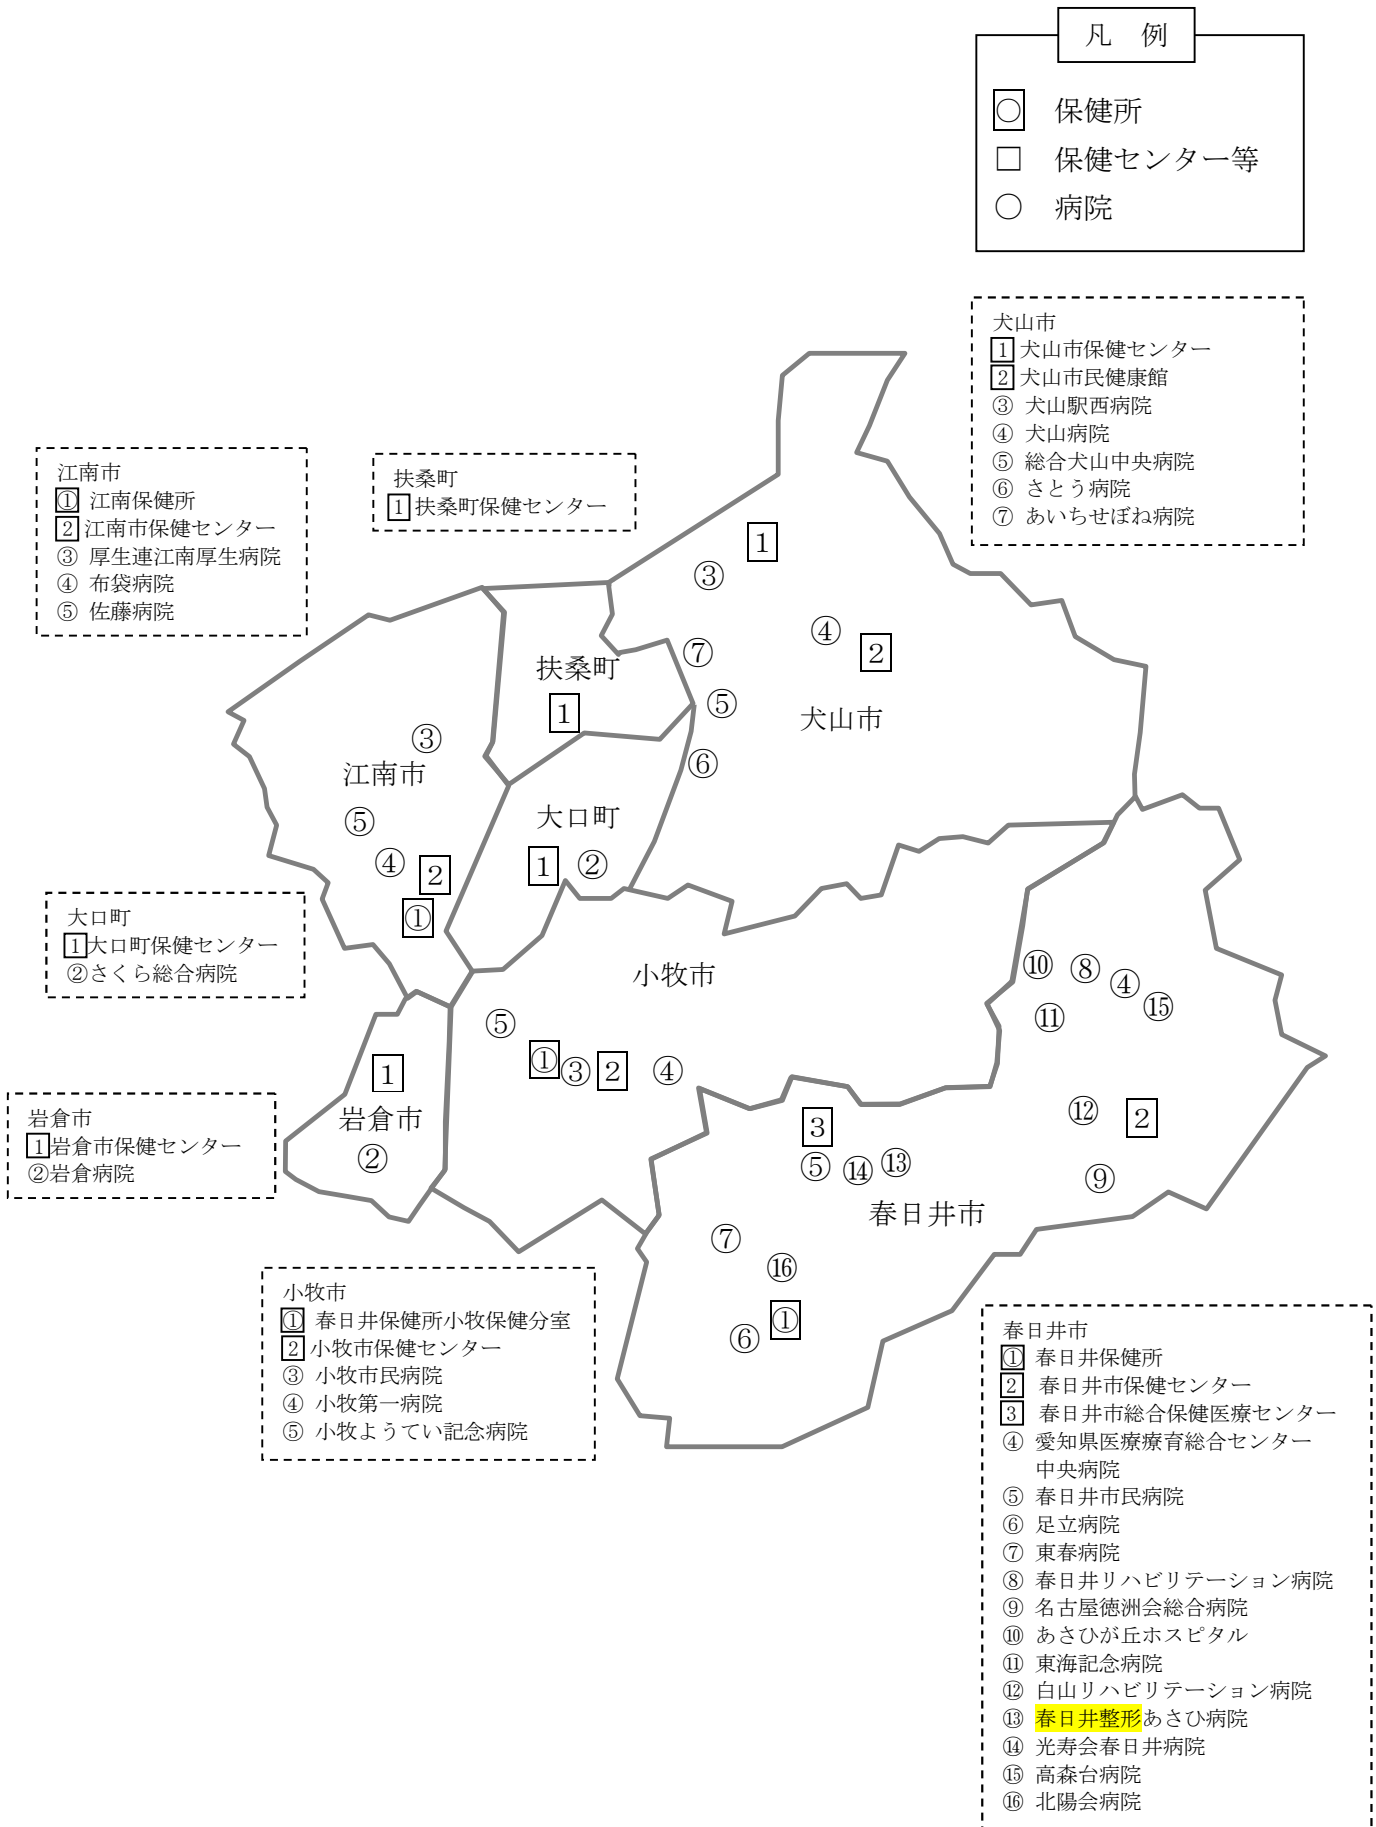 凡　例
○ 保健所
□ 保健センター等
○ 病院
犬山市
1 犬山市保健センター
2 犬山市民健康館
③ 犬山駅西病院
④ 犬山病院
⑤ 総合犬山中央病院
⑥ さとう病院
⑦ あいちせぼね病院
江南市
① 江南保健所
2 江南市保健センター
③ 厚生連江南厚生病院
④ 布袋病院
⑤ 佐藤病院
扶桑町
1 扶桑町保健センター
1
③
④
2
⑦
扶桑町
1
⑤
犬山市
③
江南市
⑥
大口町
⑤
④
2
1
②
①
大口町
1 大口町保健センター
②さくら総合病院
小牧市
⑩
⑧
④
⑮
⑪
⑤
①
③
2
④
1
岩倉市
②
岩倉市
1 岩倉市保健センター
②岩倉病院
3
⑤
⑭
⑬
⑫
2
⑨
春日井市
⑦
⑯
①
⑥
小牧市
① 春日井保健所小牧保健分室
2 小牧市保健センター
③ 小牧市民病院
④ 小牧第一病院
⑤ 小牧ようてい記念病院
春日井市
① 春日井保健所
2 春日井市保健センター
3 春日井市総合保健医療センター
④ 愛知県医療療育総合センター
中央病院
⑤ 春日井市民病院
⑥ 足立病院
⑦ 東春病院
⑧ 春日井リハビリテーション病院
⑨ 名古屋徳洲会総合病院
⑩ あさひが丘ホスピタル
⑪ 東海記念病院
⑫ 白山リハビリテーション病院
⑬ 春日井整形あさひ病院
⑭ 光寿会春日井病院
⑮ 高森台病院
⑯ 北陽会病院